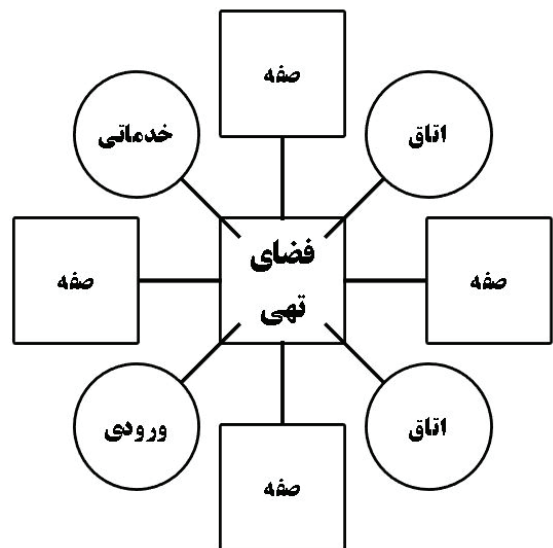 صفه
اتاق
خدماتی
صفه
فضای
تهی
صفه
اتاق
ورودی
صفه